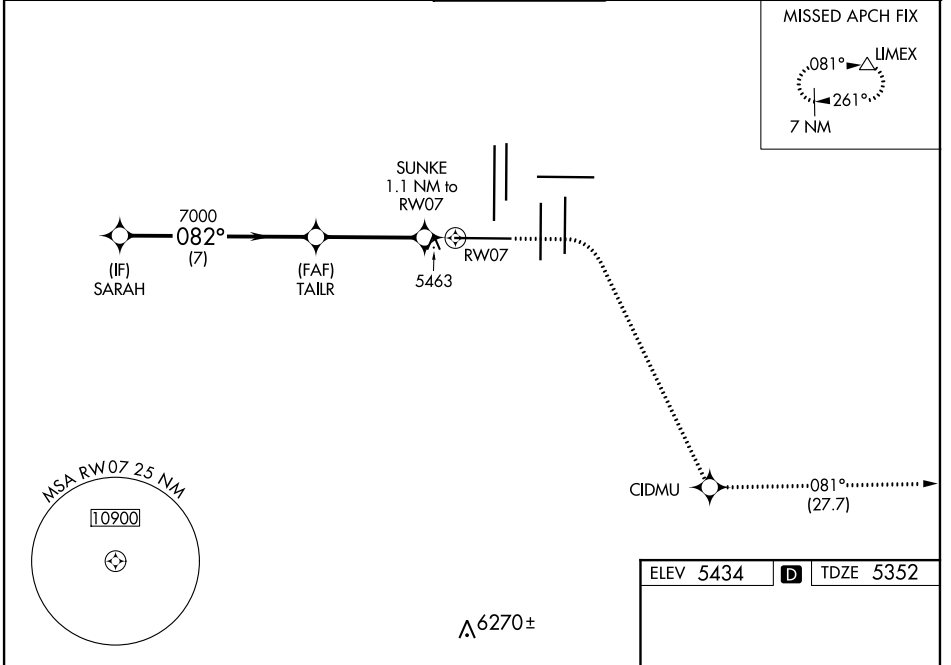 MISSED APCH FIX
LIMEX
081°
261°
7 NM
SUNKE
1.1 NM to
RW07
7000
082°
(7)
(IF)
SARAH
(FAF)
TAILR
5463
RW07
MSA RW07 25 NM
10900
CIDMU
081°
(27.7)
6270±
ELEV 5434
D
TDZE 5352